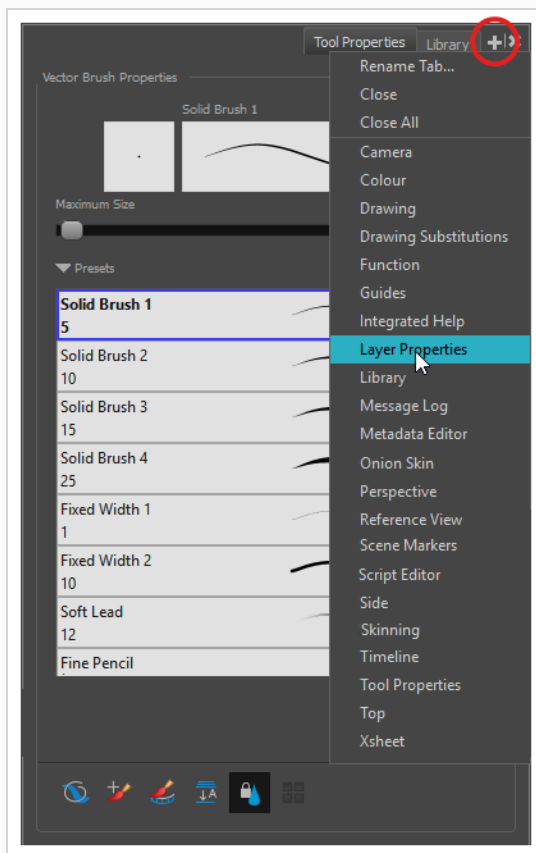 Tool Properties Library
Vector Brush Properties
Solid Brush 1
Maximum Size
Presets
Solid Brush 1
5
Solid Brush 2
10
Solid Brush 3
15
Solid Brush 4
25
Fixed Width 1
1
Fixed Width 2
10
Soft Lead
12
Fine Pencil
Rename Tab...
Close
Close All
Camera
Colour
Drawing
Drawing Substitutions
Function
Guides
Integrated Help
Layer Properties
Library
Message Log
Metadata Editor
Onion Skin
Perspective
Reference View
Scene Markers
Script Editor
Side
Skinning
Timeline
Tool Properties
Top
Xsheet
A